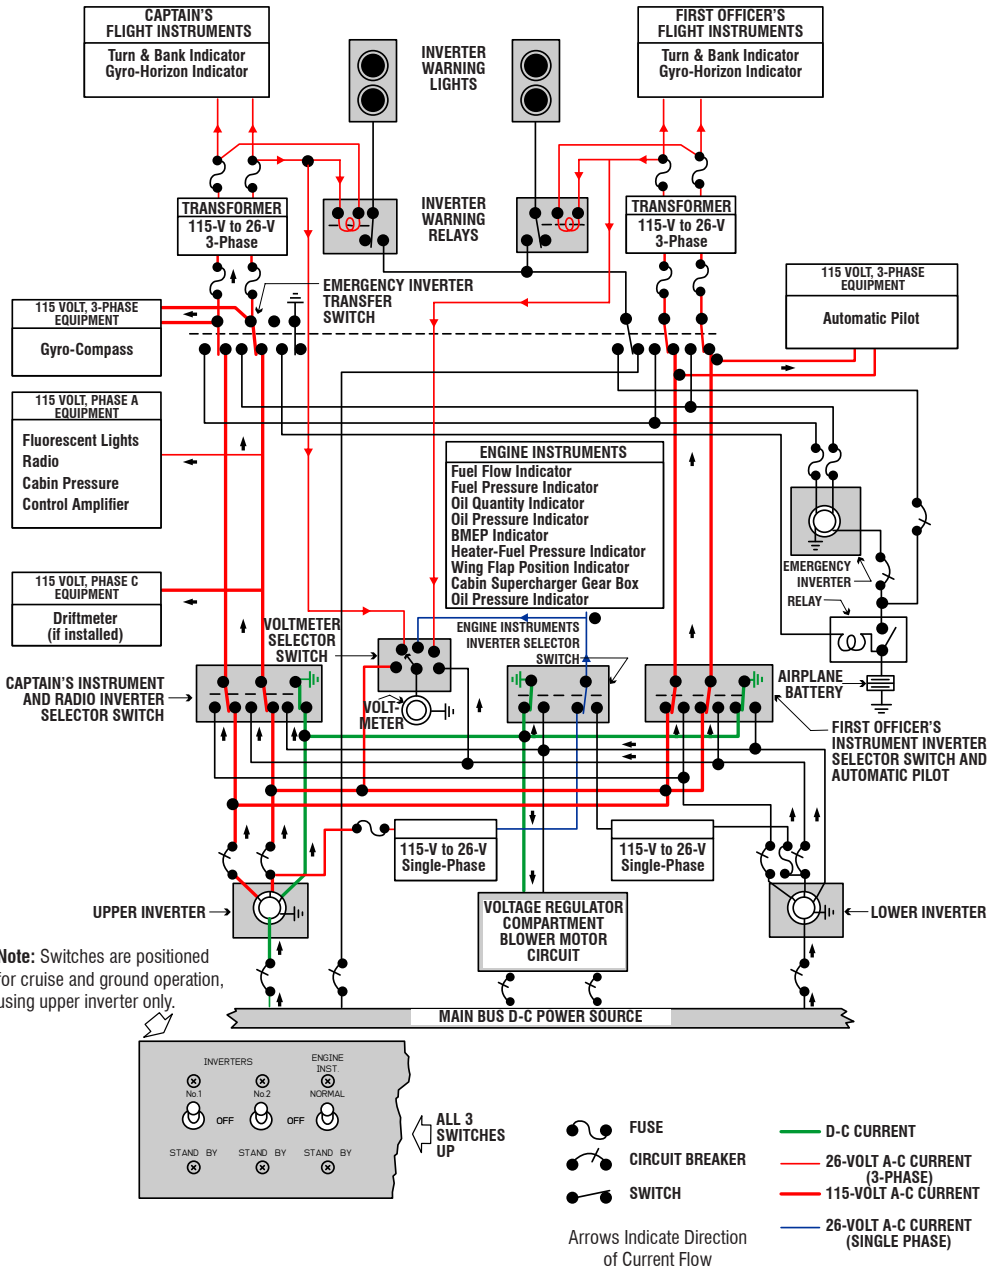 CAPTAIN'S
FLIGHT INSTRUMENTS
Turn & Bank Indicator
Gyro-Horizon Indicator
INVERTER
WARNING
LIGHTS
FIRST OFFICER'S
FLIGHT INSTRUMENTS
Turn & Bank Indicator
Gyro-Horizon Indicator
TRANSFORMER
115-V to 26-V
3-Phase
INVERTER
WARNING
RELAYS
TRANSFORMER
115-V to 26-V
3-Phase
EMERGENCY INVERTER
TRANSFER
SWITCH
115 VOLT, 3-PHASE
EQUIPMENT
Automatic Pilot
115 VOLT, 3-PHASE
EQUIPMENT
Gyro-Compass
115 VOLT, PHASE A
EQUIPMENT
Fluorescent Lights
Radio
Cabin Pressure
Control Amplifier
ENGINE INSTRUMENTS
Fuel Flow Indicator
Fuel Pressure Indicator
Oil Quantity Indicator
Oil Pressure Indicator
BMEP Indicator
Heater-Fuel Pressure Indicator
Wing Flap Position Indicator
Cabin Supercharger Gear Box
Oil Pressure Indicator
EMERGENCY
INVERTER
RELAY
115 VOLT, PHASE C
EQUIPMENT
Driftmeter
(if installed)
VOLTMETER
SELECTOR
SWITCH
ENGINE INSTRUMENTS
INVERTER SELECTOR
SWITCH
AIRPLANE
BATTERY
CAPTAIN'S INSTRUMENT
AND RADIO INVERTER
SELECTOR SWITCH
VOLT-
METER
FIRST OFFICER'S
INSTRUMENT INVERTER
SELECTOR SWITCH AND
AUTOMATIC PILOT
115-V to 26-V
Single-Phase
115-V to 26-V
Single-Phase
UPPER INVERTER
VOLTAGE REGULATOR
COMPARTMENT
BLOWER MOTOR
CIRCUIT
LOWER INVERTER
Note: Switches are positioned
for cruise and ground operation,
using upper inverter only.
MAIN BUS D-C POWER SOURCE
INVERTERS
ENGINE
INST.
No.1
No.2
NORMAL
OFF
OFF
STAND BY
STAND BY
STAND BY
ALL 3
SWITCHES
UP
FUSE
CIRCUIT BREAKER
SWITCH
Arrows Indicate Direction
of Current Flow
D-C CURRENT
26-VOLT A-C CURRENT
(3-PHASE)
115-VOLT A-C CURRENT
26-VOLT A-C CURRENT
(SINGLE PHASE)